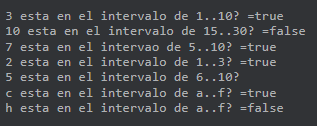 3 esta en el intervalo de 1..10? =true
10 esta en el intervalo de 15..30? =false
7 esta en el intervao de 5..10? =true
2 esta en el intervalo de 1..3? =true
5 esta en el intervalo de 6..10?
c esta en el intervalo de a..f? =true
h esta en el intervalo de a..f? =false